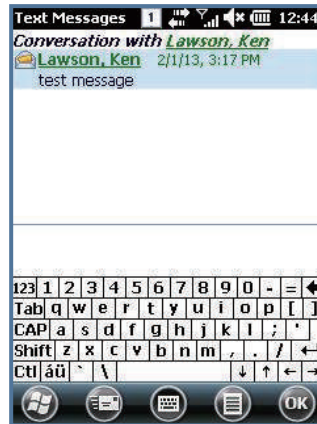 Text Messages 1 12:44
Conversation with Lawson, Ken
Lawson, Ken 2/1/13, 3:17 PM
test message
123 1 2 3 4 5 6 7 8 9 0 - =
Tab q w e r t y u i o p [ ]
CAP a s d f g h j k l ; '
Shift z x c v b n m , . /
Ctl áü ` \
OK